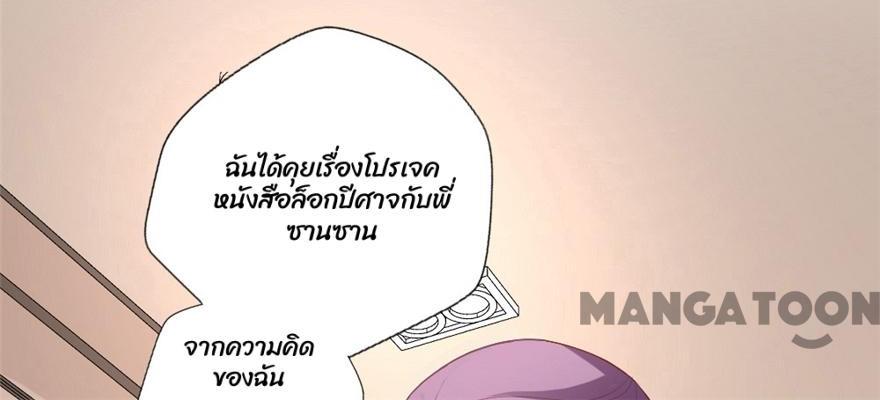 ฉันได้คุยเรื่องโปรเจค
หนังสือล็อกปีศาจกับพี่
ซานซาน
จากความคิด
ของฉัน
MANGATOON